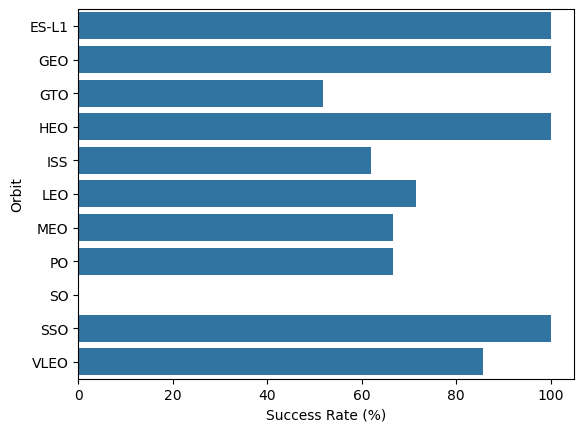 ES-L1
GEO
GTO
HEO
ISS
LEO
MEO
PO
SO
SSO
VLEO
Orbit
0 20 40 60 80 100
Success Rate (%)